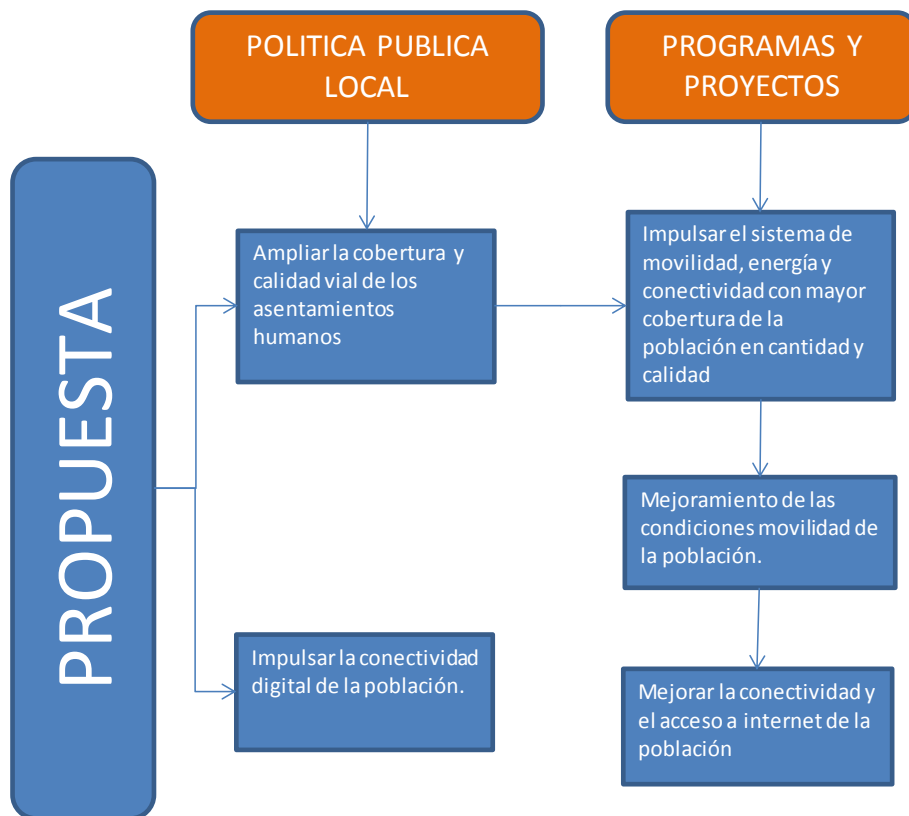 POLITICA PUBLICA
LOCAL
PROGRAMAS Y
PROYECTOS
PROPUESTA
Ampliar la cobertura y
calidad vial de los
asentamientos
humanos
Impulsar el sistema de
movilidad, energía y
conectividad con mayor
cobertura de la
población en cantidad y
calidad
Mejoramiento de las
condiciones movilidad de
la población.
Impulsar la conectividad
digital de la población.
Mejorar la conectividad y
el acceso a internet de la
población